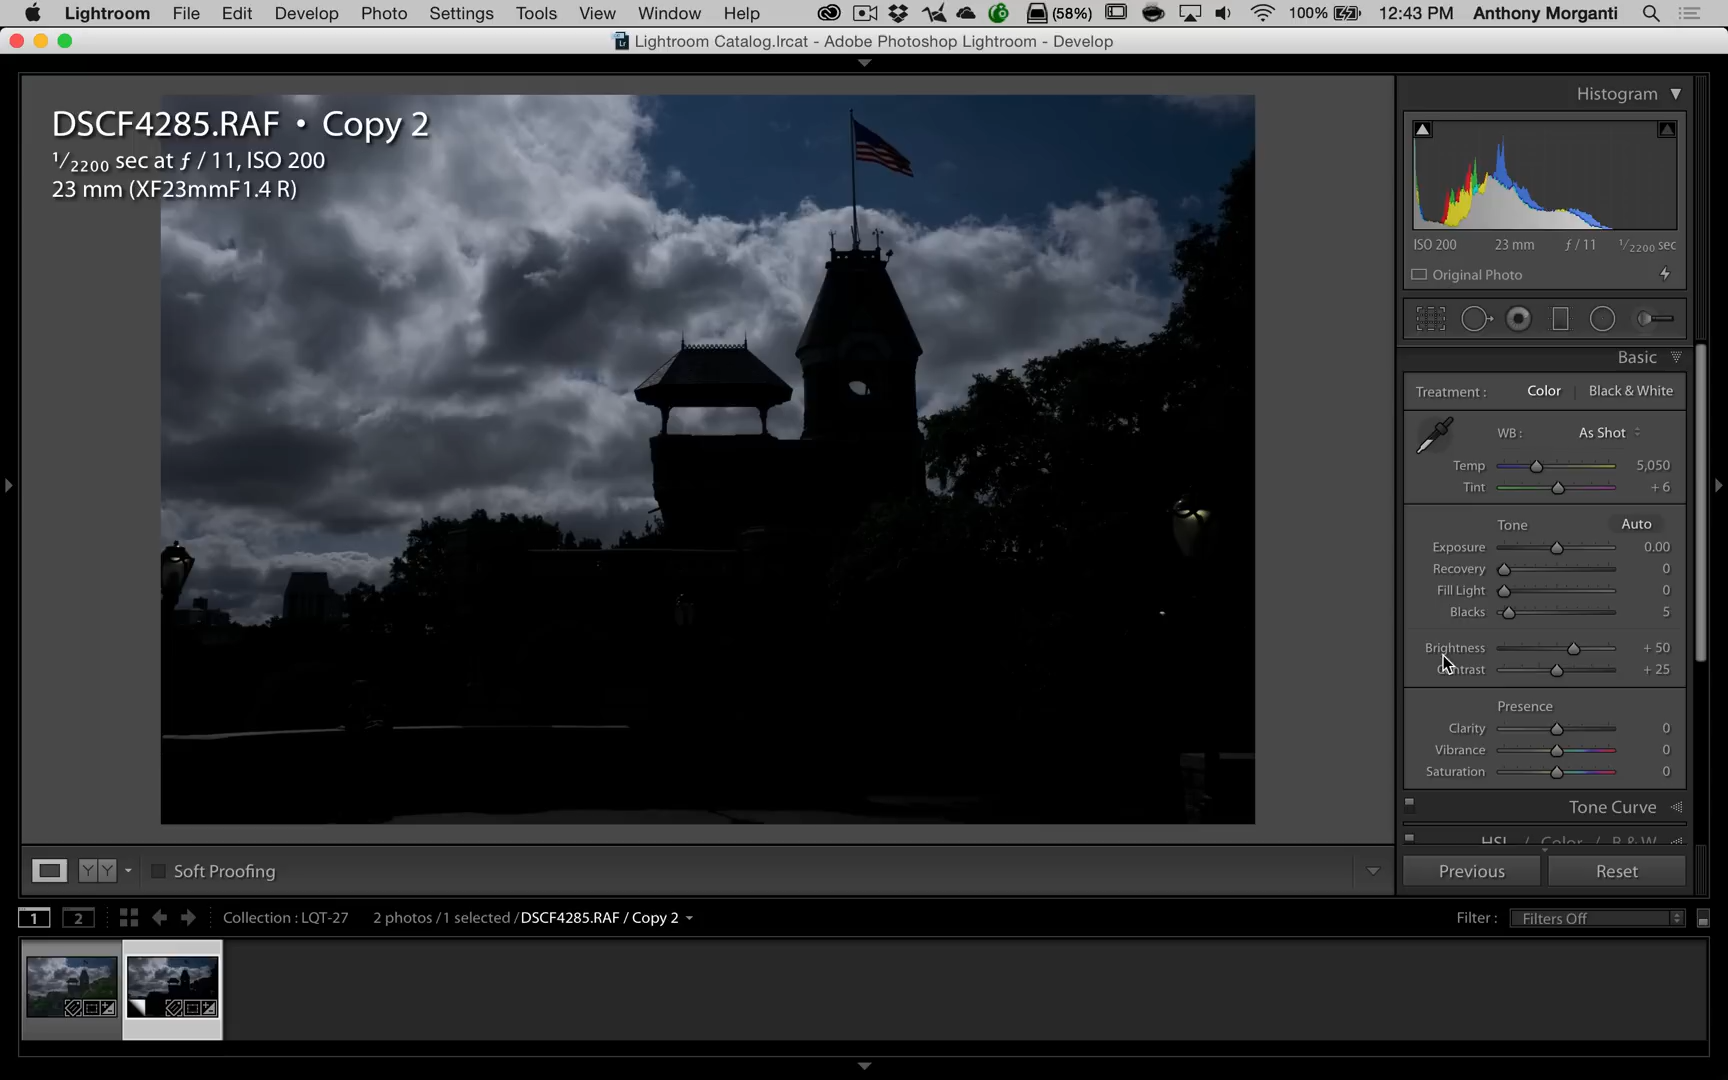 Lightroom File Edit Develop Photo Settings Tools View Window Help (58%) 100% 12:43 PM Anthony Morganti
Lightroom Catalog.lrcat - Adobe Photoshop Lightroom - Develop
DSCF4285.RAF • Copy 2
1/2200 sec at ƒ / 11, ISO 200
23 mm (XF23mmF1.4 R)
Histogram
ISO 200 23 mm ƒ / 11 1/2200 sec
Original Photo
Basic
Treatment : Color Black & White
WB : As Shot
Temp 5,050
Tint + 6
Tone Auto
Exposure 0.00
Recovery 0
Fill Light 0
Blacks 5
Brightness + 50
Contrast + 25
Presence
Clarity 0
Vibrance 0
Saturation 0
Tone Curve
HSL / Color / B & W
Previous Reset
Y Y Soft Proofing
1 2 Collection : LQT-27 2 photos / 1 selected / DSCF4285.RAF / Copy 2 Filter : Filters Off